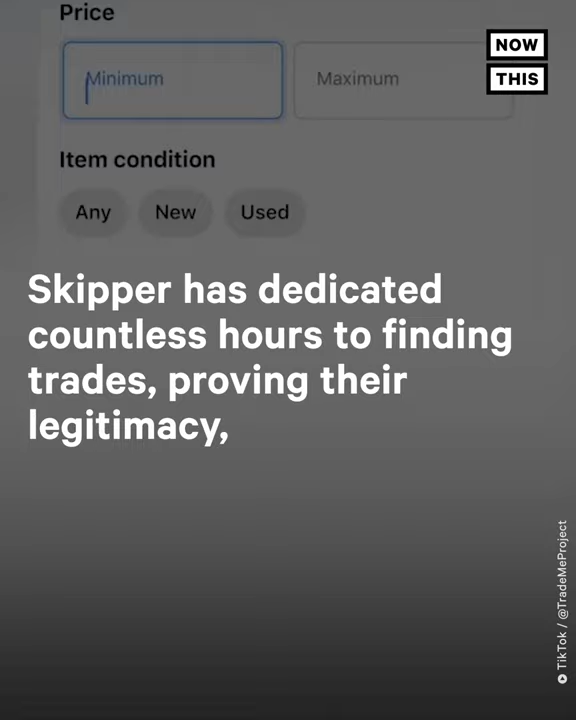 Price
NOW
THIS
Minimum
Maximum
Item condition
Any
New
Used
Skipper has dedicated
countless hours to finding
trades, proving their
legitimacy,
TikTok / @TradeMeProject